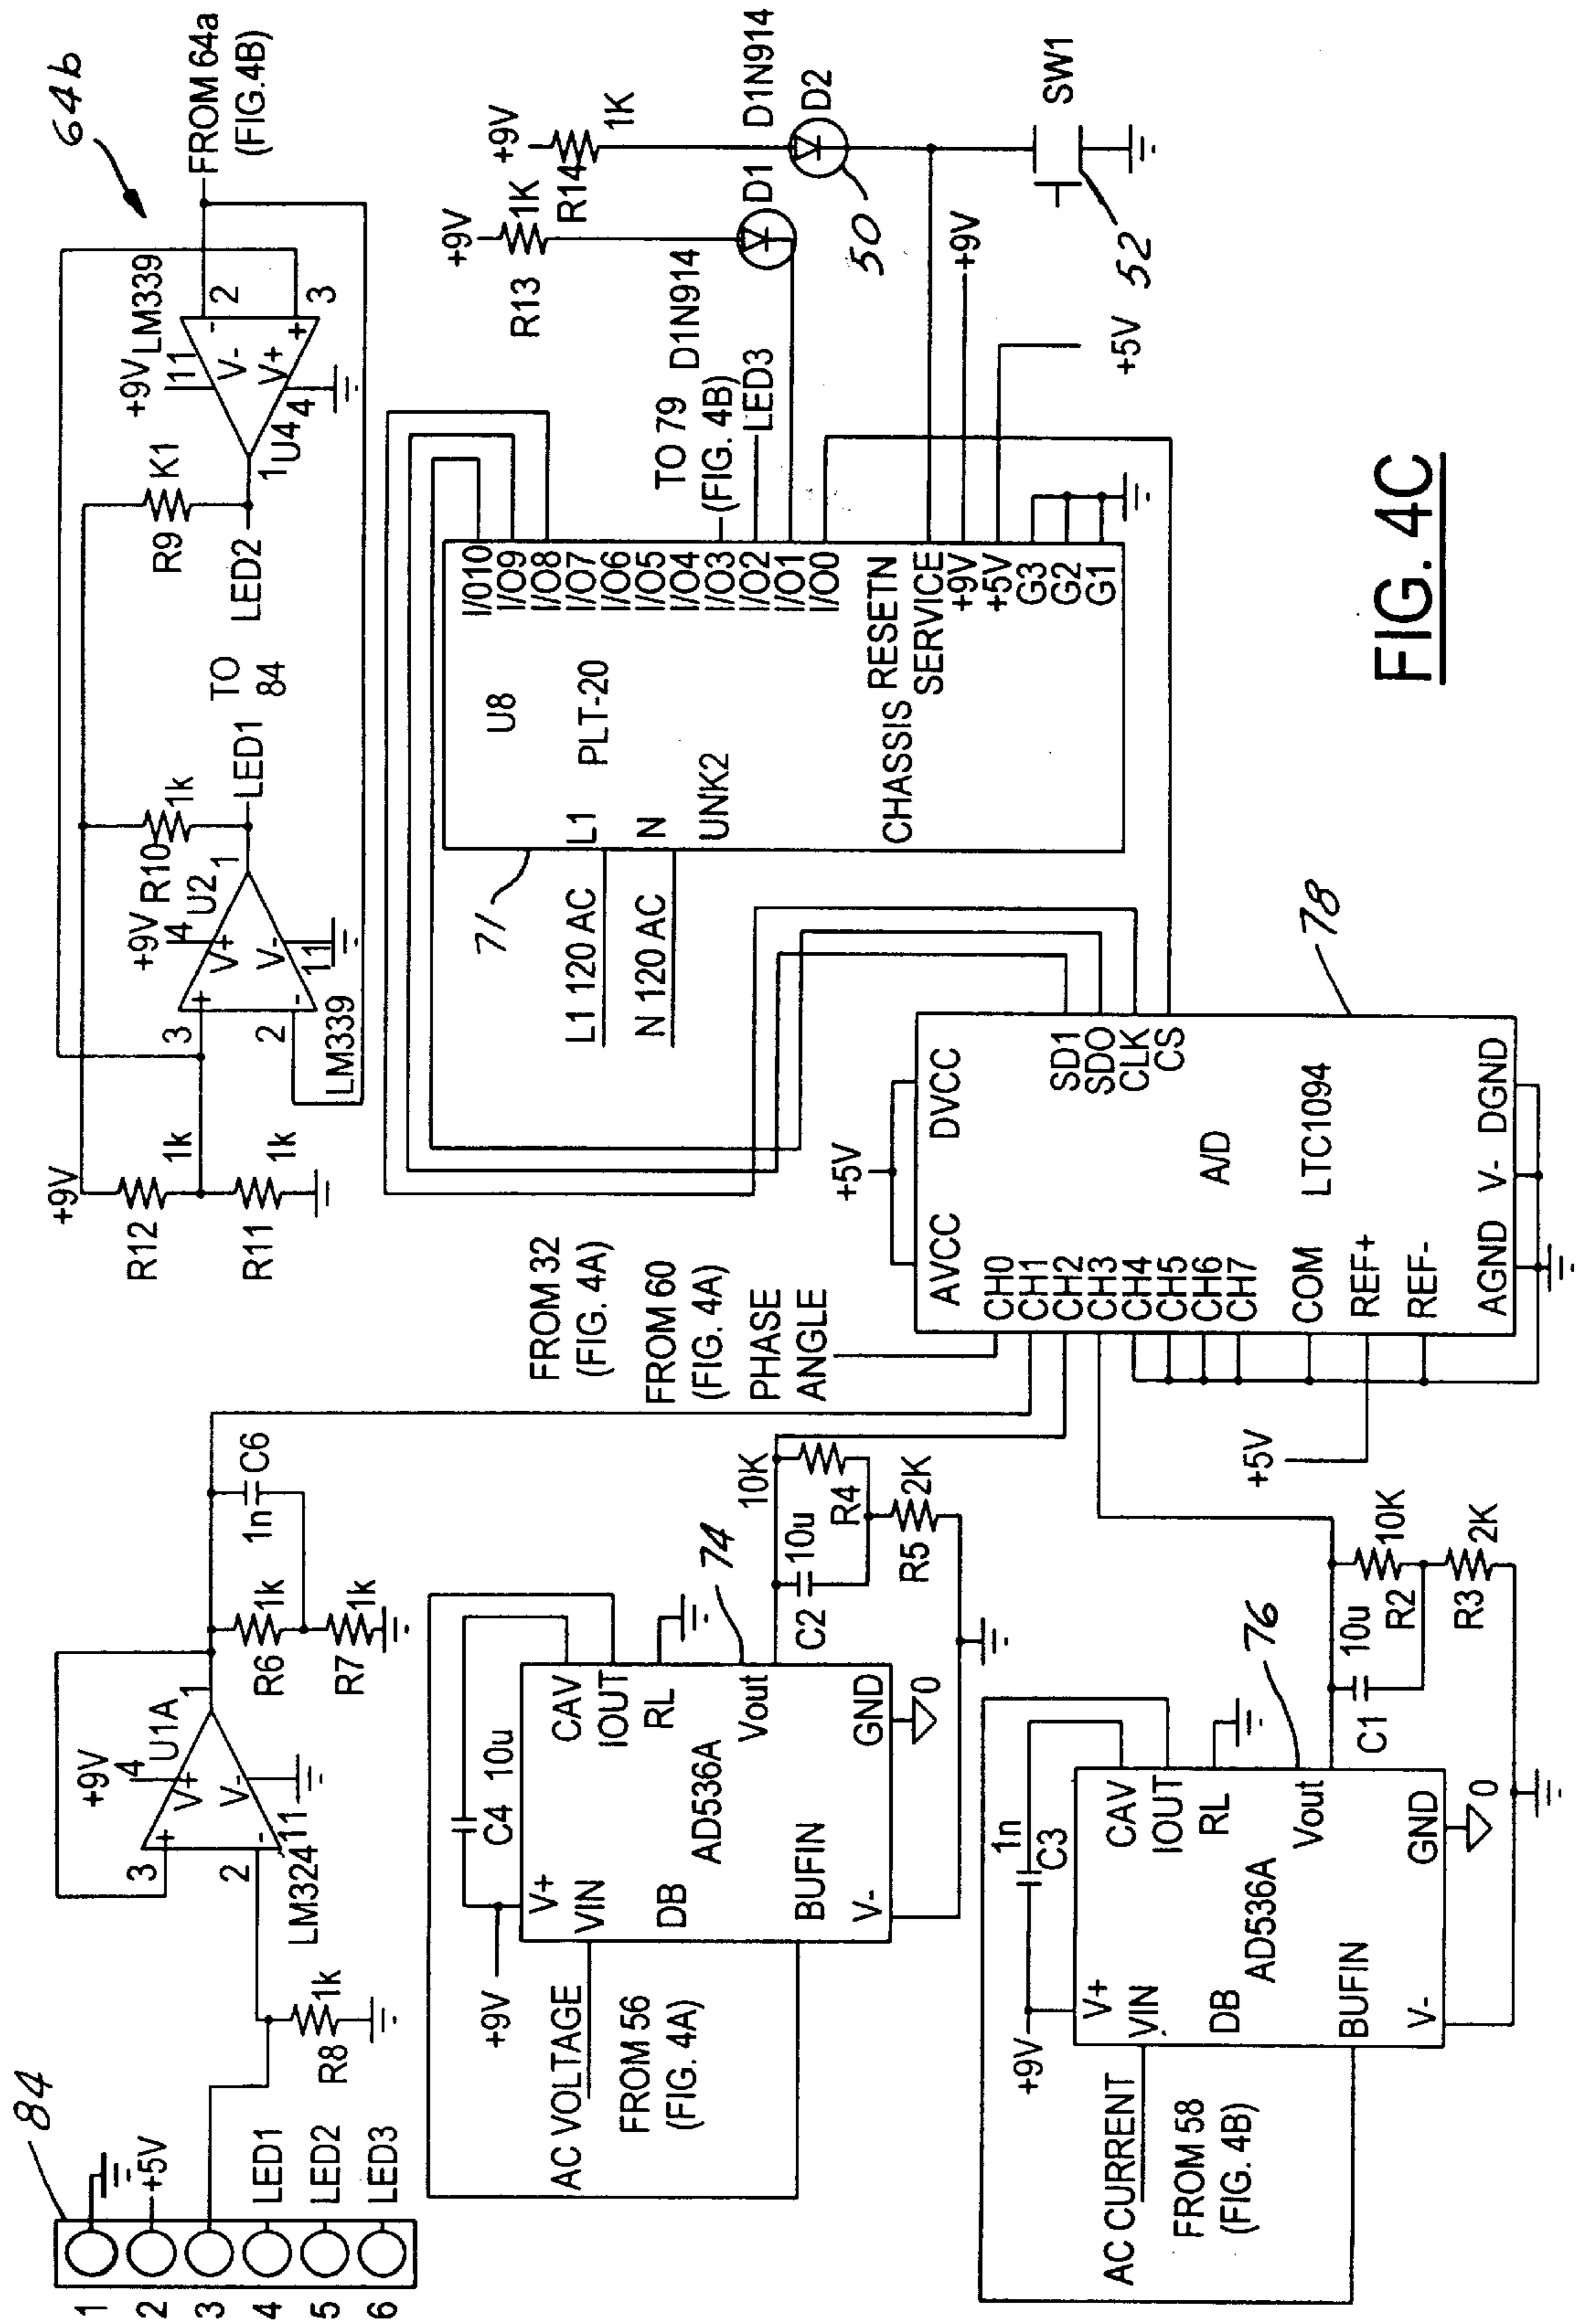 84
1
2
3
4
5
6
+5V
LED1
LED2
LED3
R8
1k
3
2
+
-
+9V
4
V+
V-
U1A
1
11
LM324
R6
1k
R7
1k
1n
C6
+9V
R12
1k
R11
1k
3
2
+
-
LM339
+9V
4
V+
V-
11
U2
1
R10
1k
LED1
TO
84
LED2
R9
K1
1
U4
4
V+
V-
11
+9V
LM339
2
3
-
+
64b
FROM 64a
(FIG.4B)
+9V
C4
10u
V+
VIN
DB
AD536A
BUFIN
V-
CAV
IOUT
RL
Vout
GND
0
74
AC VOLTAGE
FROM 56
(FIG. 4A)
C2
10u
10K
R4
R5
2K
FROM 32
(FIG. 4A)
FROM 60
(FIG. 4A)
PHASE
ANGLE
71
L1 120 AC
N 120 AC
L1
N
U8
PLT-20
UNK2
CHASSIS
I/O10
I/O9
I/O8
I/O7
I/O6
I/O5
I/O4
I/O3
I/O2
I/O1
I/O0
RESETN
SERVICE
+9V
+5V
G3
G2
G1
TO 79
(FIG. 4B)
LED3
+9V
R13
1K
D1N914
D1
+9V
R14
1K
D1N914
D2
50
+9V
+5V
52
SW1
+9V
1n
C3
V+
VIN
DB
AD536A
BUFIN
V-
CAV
IOUT
RL
Vout
GND
0
76
AC CURRENT
FROM 58
(FIG. 4B)
C1
10u
R2
10K
R3
2K
+5V
+5V
AVCC
DVCC
CH0
CH1
CH2
CH3
CH4
CH5
CH6
CH7
COM
REF+
REF-
AGND
V-
DGND
A/D
LTC1094
SD1
SDO
CLK
CS
78
FIG. 4C